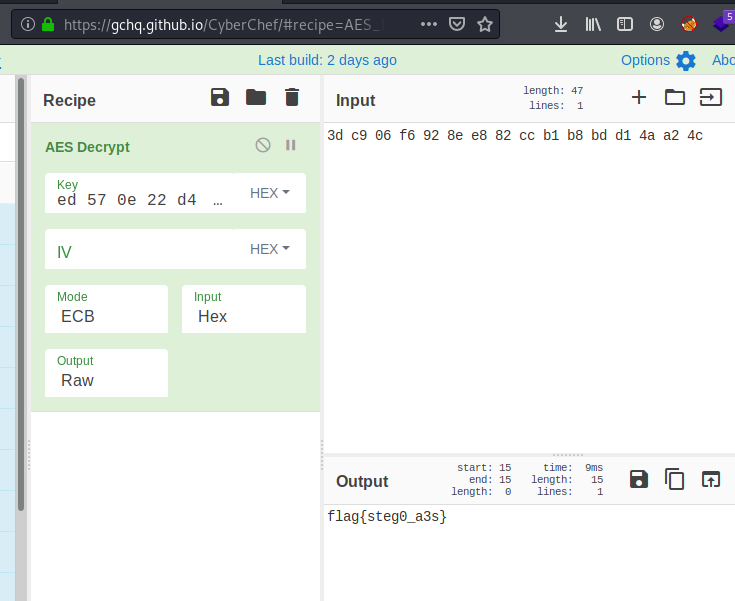 https://gchq.github.io/CyberChef/#recipe=AES_
5
Last build: 2 days ago
Options
Abo
Recipe
AES Decrypt
Key
ed 57 0e 22 d4 …
HEX
IV
HEX
Mode
ECB
Input
Hex
Output
Raw
Input
length: 47
lines: 1
3d c9 06 f6 92 8e e8 82 cc b1 b8 bd d1 4a a2 4c
Output
start: 15
end: 15
length: 0
time: 9ms
length: 15
lines: 1
flag{steg0_a3s}